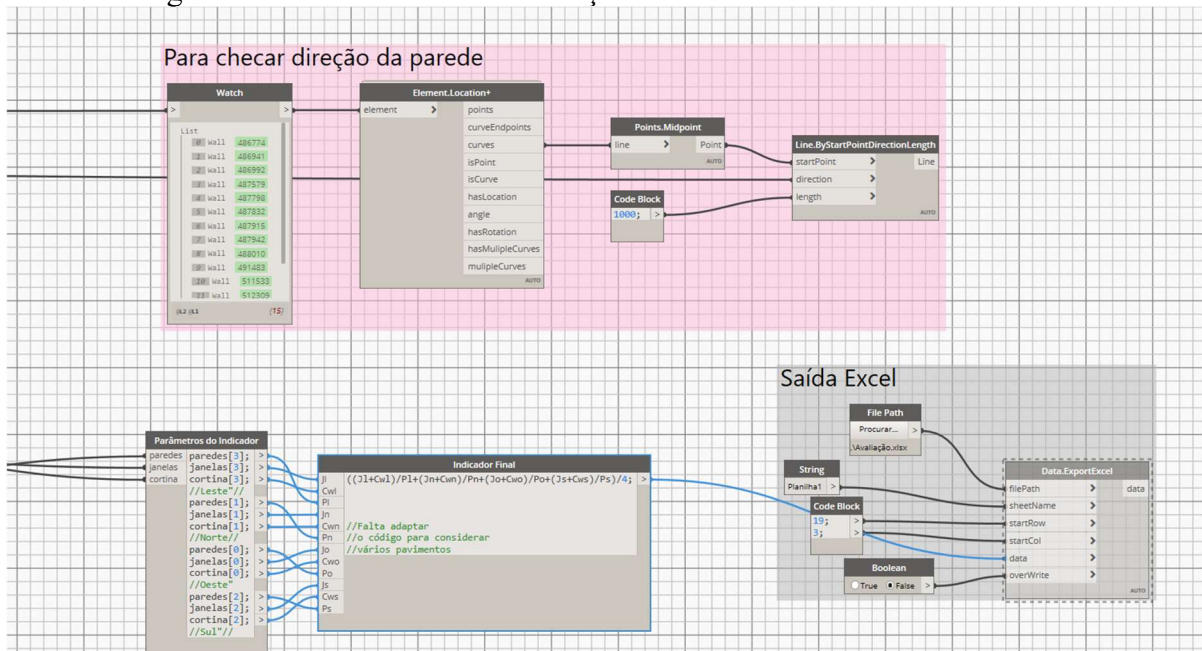 Para checar direção da parede
Watch
>
>
List
0 Wall 486774
1 Wall 486941
2 Wall 486992
3 Wall 487579
4 Wall 487798
5 Wall 487832
6 Wall 487915
7 Wall 487942
8 Wall 488010
9 Wall 491483
10 Wall 511533
11 Wall 512309
@L2 @L1
{15}
Element.Location+
element >
points
curveEndpoints
curves
isPoint
isCurve
hasLocation
angle
hasRotation
hasMulipleCurves
mulipleCurves
AUTO
Points.Midpoint
line > Point
AUTO
Code Block
1000; >
Line.ByStartPointDirectionLength
startPoint > Line
direction >
length >
AUTO
Parâmetros do Indicador
paredes paredes[3]; >
janelas janelas[3]; >
cortina cortina[3]; >
//Leste"//
paredes[1]; >
janelas[1]; >
cortina[1]; >
//Norte//
paredes[0]; >
janelas[0]; >
cortina[0]; >
//Oeste"
paredes[2]; >
janelas[2]; >
cortina[2]; >
//Sul"//
Indicador Final
Jl ((Jl+Cwl)/Pl+(Jn+Cwn)/Pn+(Jo+Cwo)/Po+(Js+Cws)/Ps)/4; >
Cwl
Pl
Jn
Cwn //Falta adaptar
Pn //o código para considerar
Jo //vários pavimentos
Cwo
Po
Js
Cws
Ps
Saída Excel
File Path
Procurar... >
.\Avaliação.xlsx
String
Planilha1 >
Code Block
19; >
3; >
Boolean
True False >
Data.ExportExcel
filePath > data
sheetName >
startRow >
startCol >
data >
overWrite >
AUTO